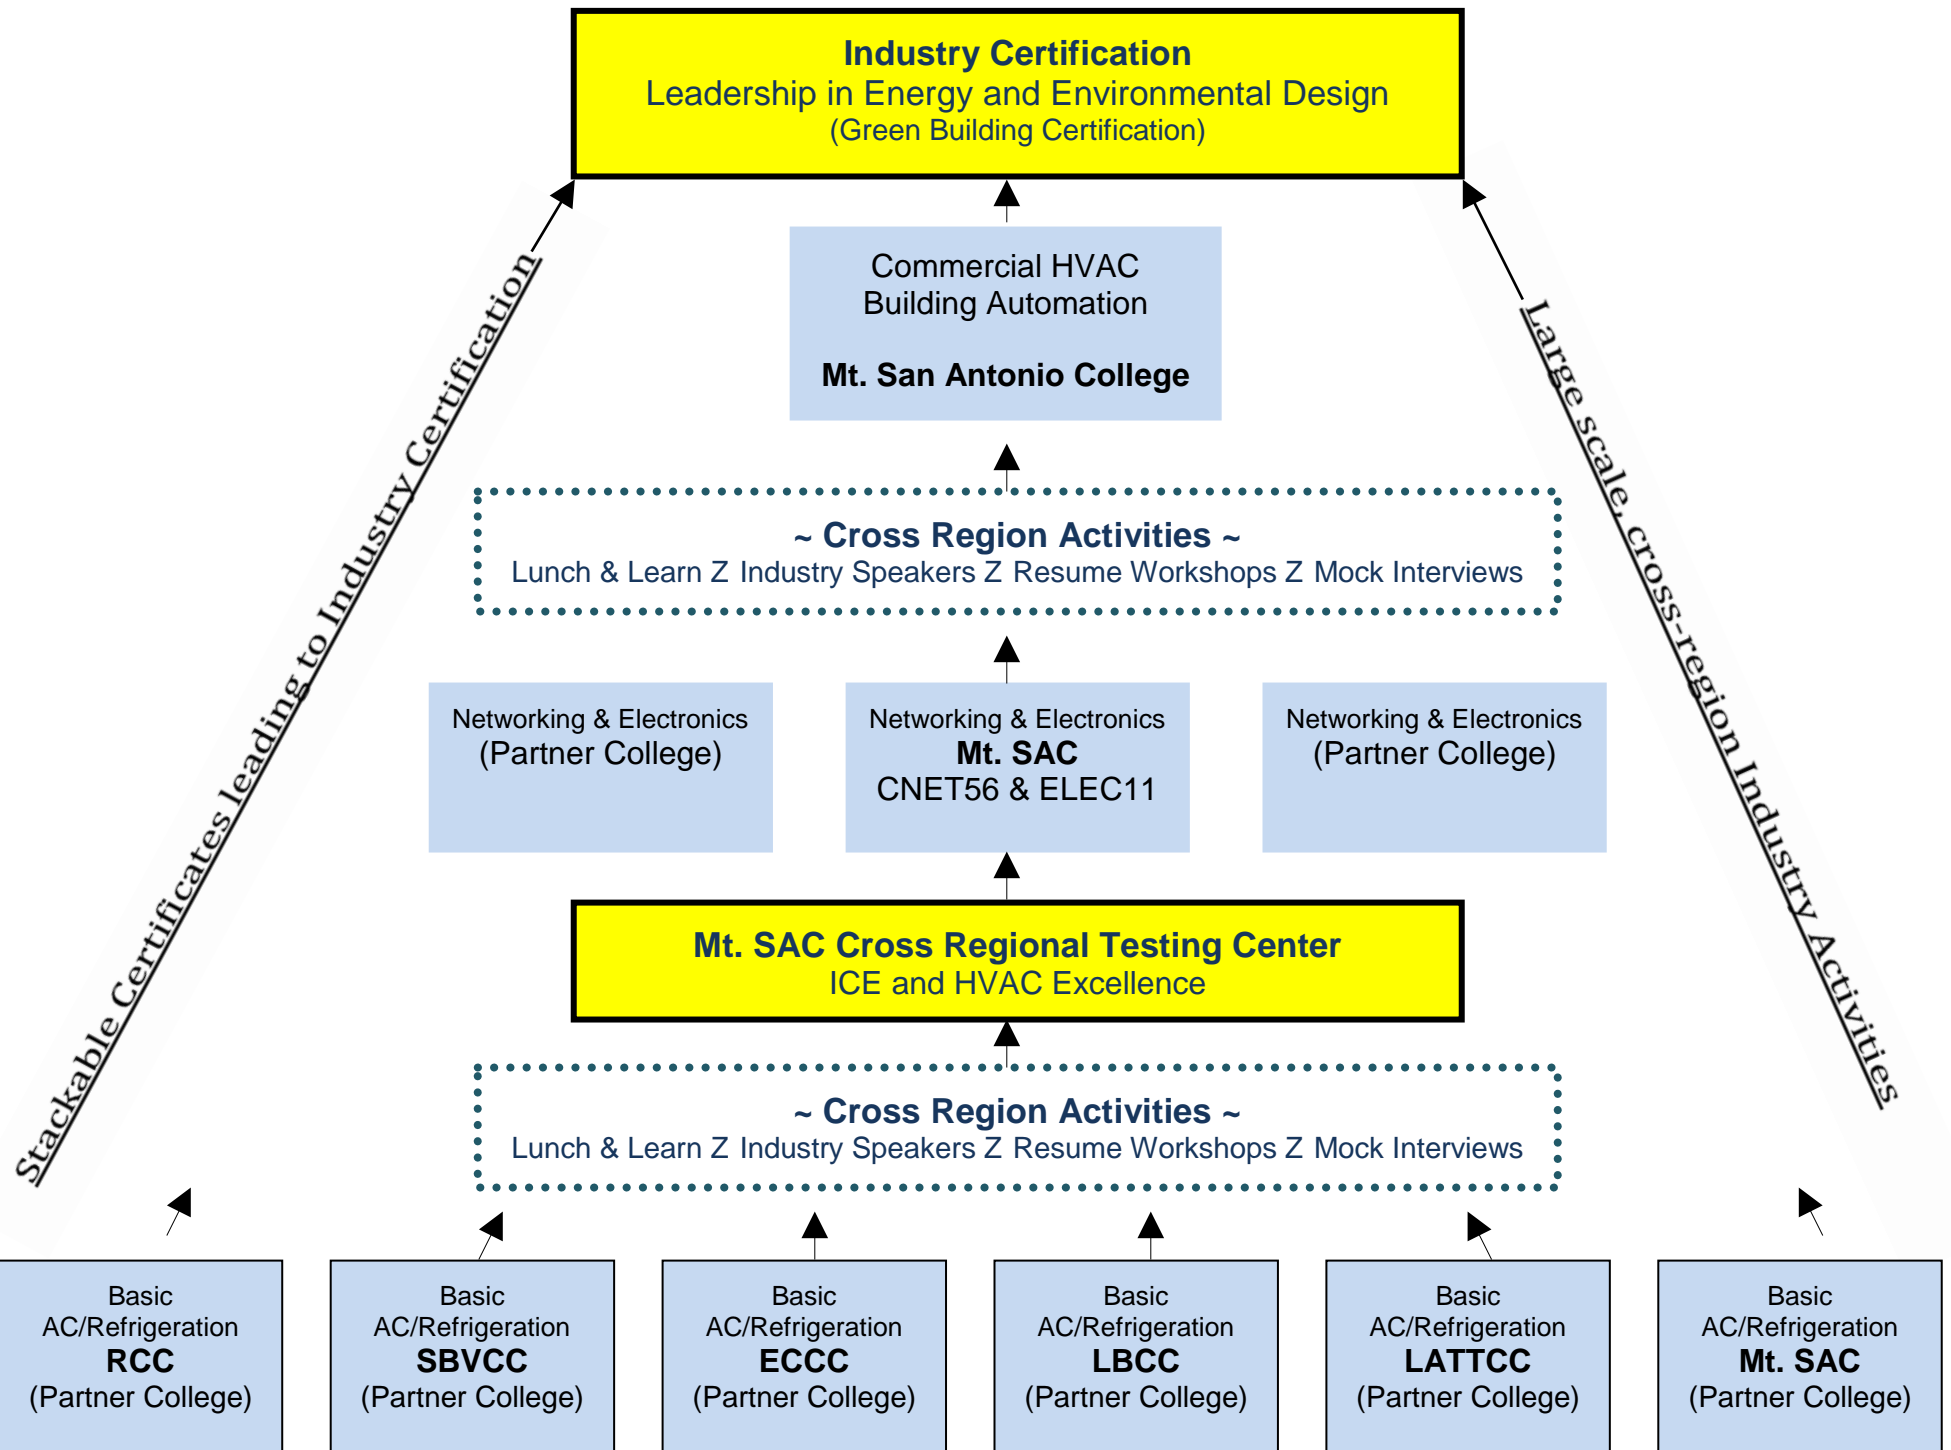 Industry Certification
Leadership in Energy and Environmental Design
(Green Building Certification)
Stackable Certificates leading to Industry Certification
Large scale, cross-region Industry Activities
Commercial HVAC
Building Automation
Mt. San Antonio College
~ Cross Region Activities ~
Lunch & Learn Z Industry Speakers Z Resume Workshops Z Mock Interviews
Networking & Electronics
(Partner College)
Networking & Electronics
Mt. SAC
CNET56 & ELEC11
Networking & Electronics
(Partner College)
Mt. SAC Cross Regional Testing Center
ICE and HVAC Excellence
~ Cross Region Activities ~
Lunch & Learn Z Industry Speakers Z Resume Workshops Z Mock Interviews
Basic
AC/Refrigeration
RCC
(Partner College)
Basic
AC/Refrigeration
SBVCC
(Partner College)
Basic
AC/Refrigeration
ECCC
(Partner College)
Basic
AC/Refrigeration
LBCC
(Partner College)
Basic
AC/Refrigeration
LATTCC
(Partner College)
Basic
AC/Refrigeration
Mt. SAC
(Partner College)